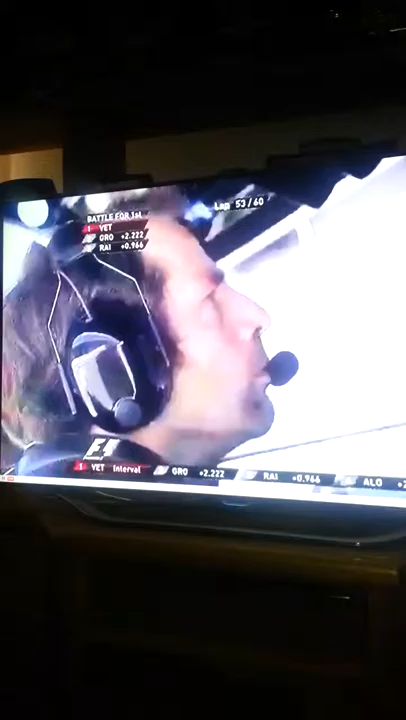 BATTLE FOR 1st
1 VET
GRO +2.222
RAI +0.966
Lap 53/60
F1
1 VET Interval GRO +2.222 RAI +0.966 ALO